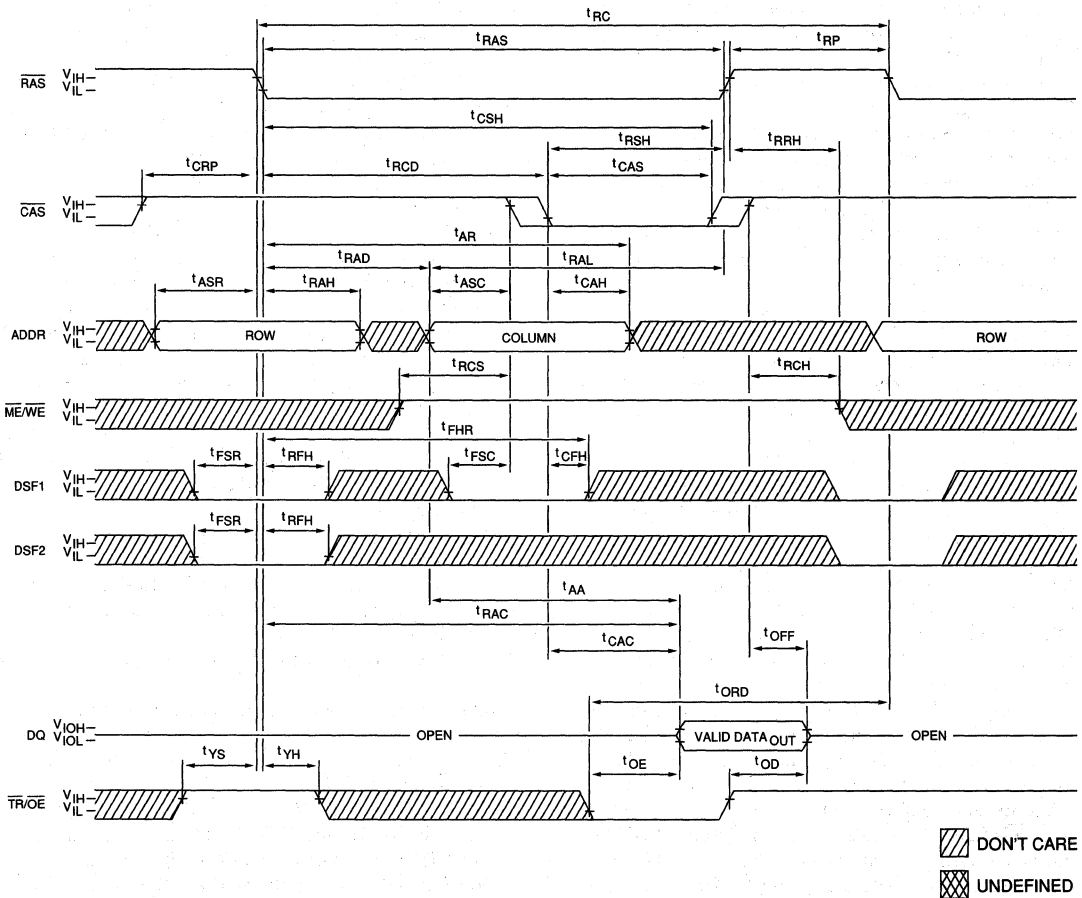 tRC
tRAS tRP
RAS VIH
VIL
tCSH
tRSH tRRH
tCRP tRCD tCAS
CAS VIH
VIL
tAR
tRAD tRAL
tASR tRAH tASC tCAH
ADDR VIH
VIL
ROW COLUMN ROW
tRCS tRCH
ME/WE VIH
VIL
tFHR
tFSR tRFH tFSC tCFH
DSF1 VIH
VIL
tFSR tRFH
DSF2 VIH
VIL
tAA
tRAC
tCAC tOFF
tORD
DQ VIOH
VIOL
OPEN VALID DATA OUT OPEN
tYS tYH tOE tOD
TR/OE VIH
VIL
DON'T CARE
UNDEFINED